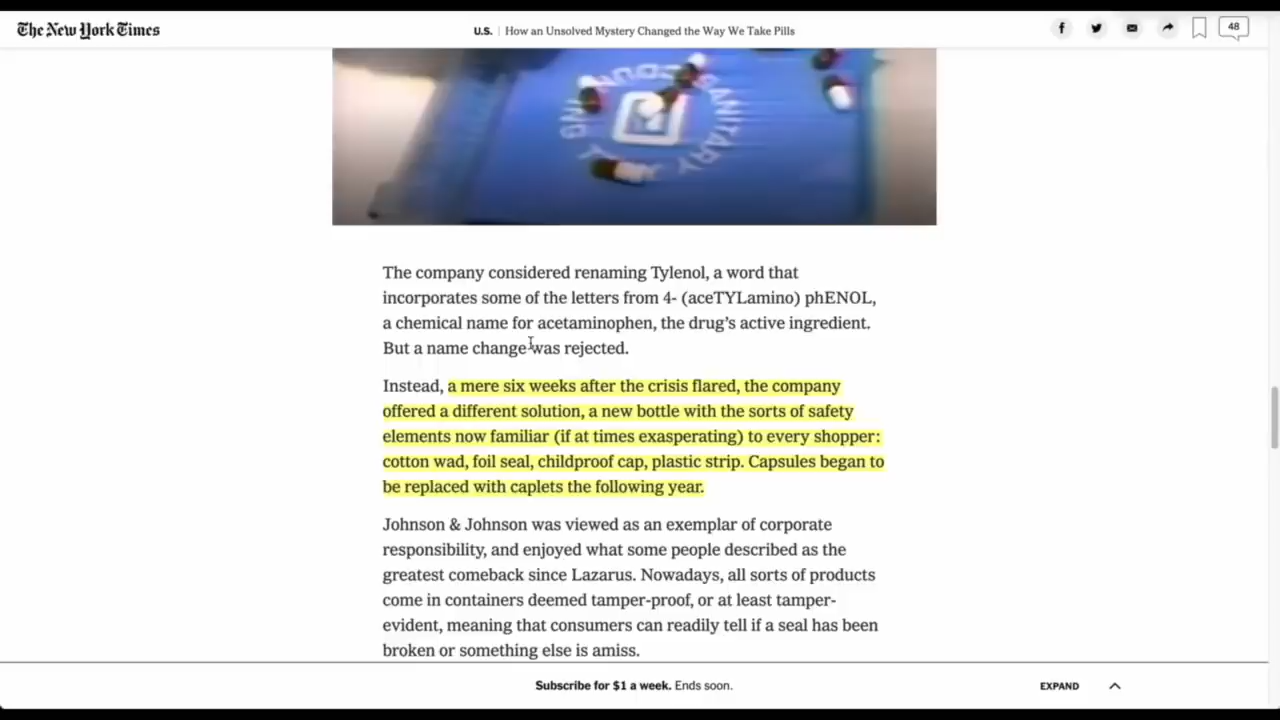 The New York Times
U.S. | How an Unsolved Mystery Changed the Way We Take Pills
48
SANITARY
The company considered renaming Tylenol, a word that
incorporates some of the letters from 4- (aceTYLamino) phENOL,
a chemical name for acetaminophen, the drug’s active ingredient.
But a name change was rejected.
Instead, a mere six weeks after the crisis flared, the company
offered a different solution, a new bottle with the sorts of safety
elements now familiar (if at times exasperating) to every shopper:
cotton wad, foil seal, childproof cap, plastic strip. Capsules began to
be replaced with caplets the following year.
Johnson & Johnson was viewed as an exemplar of corporate
responsibility, and enjoyed what some people described as the
greatest comeback since Lazarus. Nowadays, all sorts of products
come in containers deemed tamper-proof, or at least tamper-
evident, meaning that consumers can readily tell if a seal has been
broken or something else is amiss.
Subscribe for $1 a week. Ends soon.
EXPAND